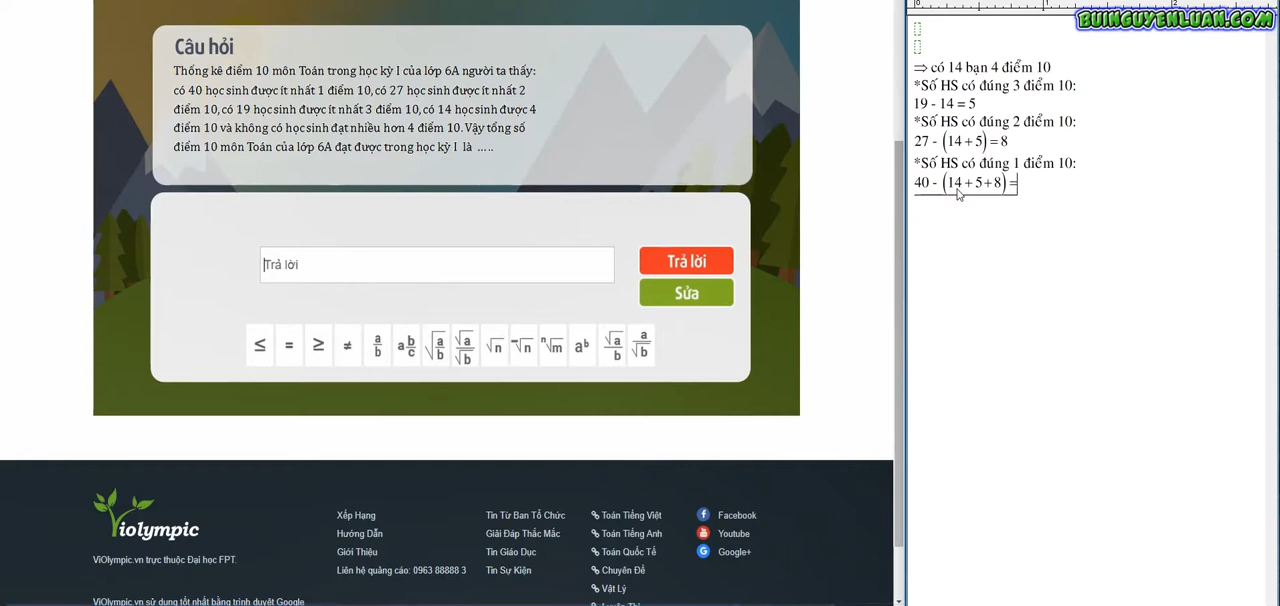 BUINGUYENLUAN.COM
Câu hỏi
Thống kê điểm 10 môn Toán trong học kỳ I của lớp 6A người ta thấy:
có 40 học sinh được ít nhất 1 điểm 10, có 27 học sinh được ít nhất 2
điểm 10, có 19 học sinh được ít nhất 3 điểm 10, có 14 học sinh được 4
điểm 10 và không có học sinh đạt nhiều hơn 4 điểm 10. Vậy tổng số
điểm 10 môn Toán của lớp 6A đạt được trong học kỳ I là .....
Trả lời
Trả lời
Sửa
≤ = ≥ ≠ a/b a b/c √(a/b) √a/√b √n -√n ⁿ√m aᵇ √a/b a/√b
0 1 2
⇒ có 14 bạn 4 điểm 10
*Số HS có đúng 3 điểm 10:
19 - 14 = 5
*Số HS có đúng 2 điểm 10:
27 - (14 + 5) = 8
*Số HS có đúng 1 điểm 10:
40 - (14 + 5 + 8) =
Violympic
ViOlympic.vn trực thuộc Đại học FPT.
ViOlympic.vn sử dụng tốt nhất bằng trình duyệt Google
Xếp Hạng
Hướng Dẫn
Giới Thiệu
Liên hệ quảng cáo: 0963 88888 3
Tin Từ Ban Tổ Chức
Giải Đáp Thắc Mắc
Tin Giáo Dục
Tin Sự Kiện
Toán Tiếng Việt
Toán Tiếng Anh
Toán Quốc Tế
Chuyên Đề
Vật Lý
Facebook
Youtube
Google+